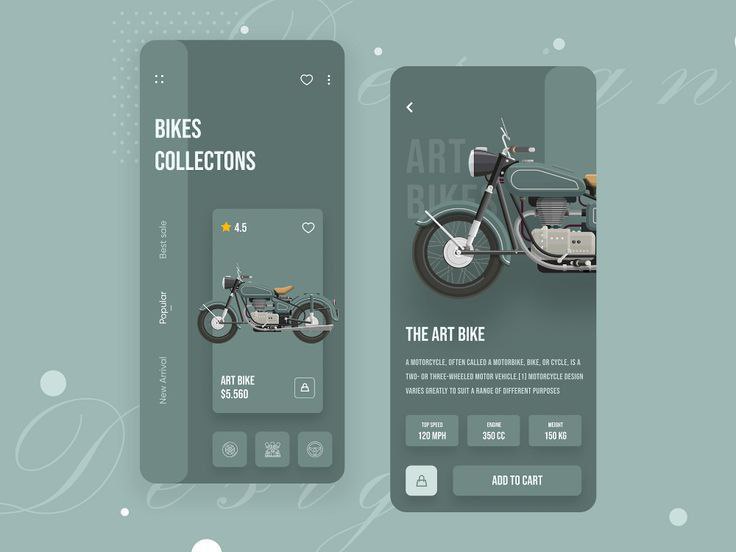 BIKES
COLLECTONS
Best sale
Popular
New Arrival
4.5
ART BIKE
$5.560
Design
ART
BIKE
THE ART BIKE
A MOTORCYCLE, OFTEN CALLED A MOTORBIKE, BIKE, OR CYCLE, IS A
TWO- OR THREE-WHEELED MOTOR VEHICLE.[1] MOTORCYCLE DESIGN
VARIES GREATLY TO SUIT A RANGE OF DIFFERENT PURPOSES
TOP SPEED
120 MPH
ENGINE
350 CC
WEIGHT
150 KG
ADD TO CART
Design